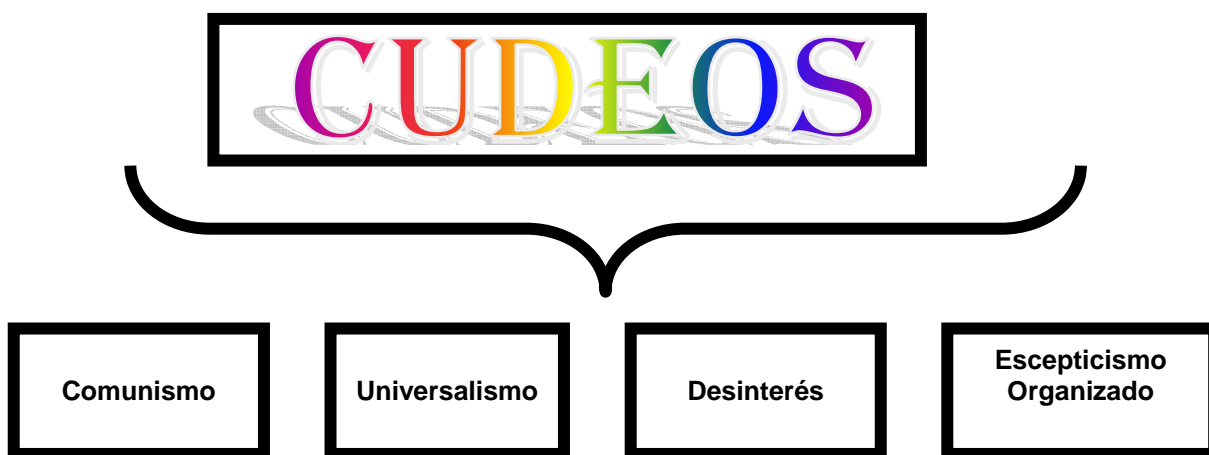 CUDEOS
Comunismo
Universalismo
Desinterés
Escepticismo
Organizado